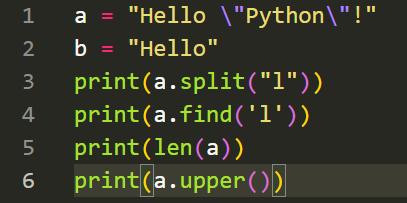 1 a = "Hello \"Python\"!"
2 b = "Hello"
3 print(a.split("l"))
4 print(a.find('l'))
5 print(len(a))
6 print(a.upper())